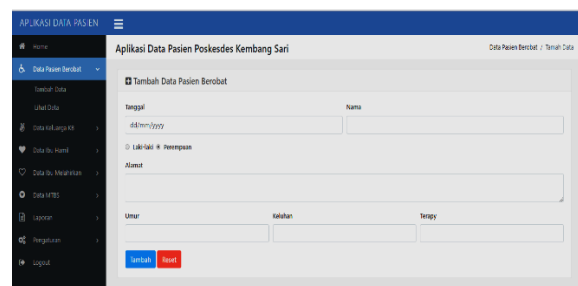 APLIKASI DATA PASIEN
Home
Data Pasien Berobat
Tambah Data
Lihat Data
Data Keluarga KB
Data Ibu Hamil
Data Ibu Melahirkan
Data MTBS
Laporan
Pengaturan
Logout
Aplikasi Data Pasien Poskesdes Kembang Sari
Data Pasien Berobat / Tamah Data
Tambah Data Pasien Berobat
Tanggal Nama
dd/mm/yyyy
Laki-laki Perempuan
Alamat
Umur Keluhan Terapy
Tambah Reset